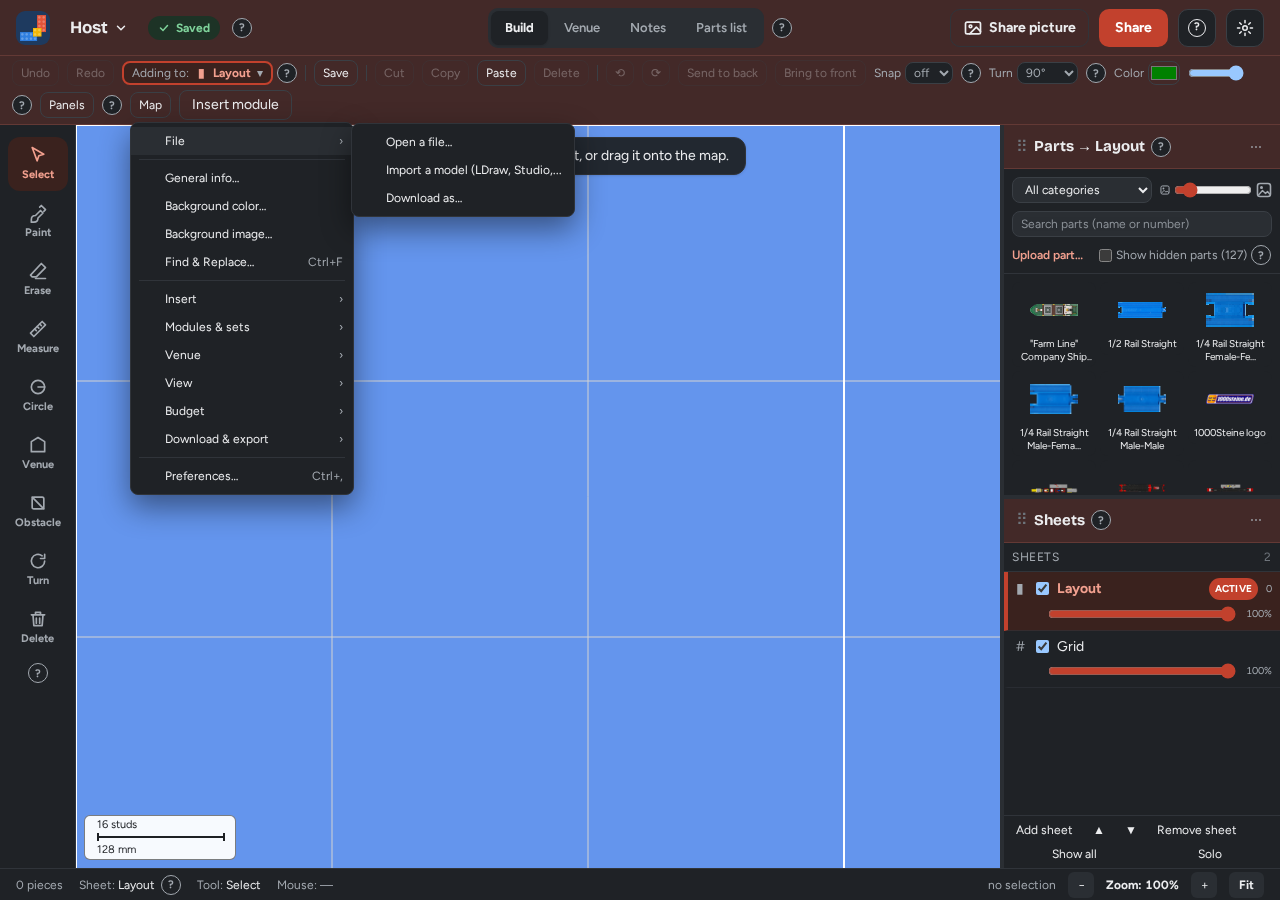 Host
Saved
?
Build Venue Notes Parts list ?
Share picture
Share
?
Undo Redo Adding to: Layout ▾ ? Save Cut Copy Paste Delete ⟲ ⟳ Send to back Bring to front Snap off ? Turn 90° ? Color
? Panels ? Map Insert module
Select
Paint
Erase
Measure
Circle
Venue
Obstacle
Turn
Delete
?
File ›
General info...
Background color...
Background image...
Find & Replace... Ctrl+F
Insert ›
Modules & sets ›
Venue ›
View ›
Budget ›
Download & export ›
Preferences... Ctrl+,
Open a file...
Import a model (LDraw, Studio,...
Download as...
t, or drag it onto the map.
16 studs
128 mm
Parts → Layout ? ...
All categories
Search parts (name or number)
Upload part... Show hidden parts (127) ?
"Farm Line" Company Ship...
1/2 Rail Straight
1/4 Rail Straight Female-Fe...
1/4 Rail Straight Male-Fema...
1/4 Rail Straight Male-Male
1000Steine logo
Sheets ? ...
SHEETS 2
Layout ACTIVE 0
100%
# Grid
100%
Add sheet ▲ ▼ Remove sheet
Show all Solo
0 pieces Sheet: Layout ? Tool: Select Mouse: —
no selection - Zoom: 100% + Fit